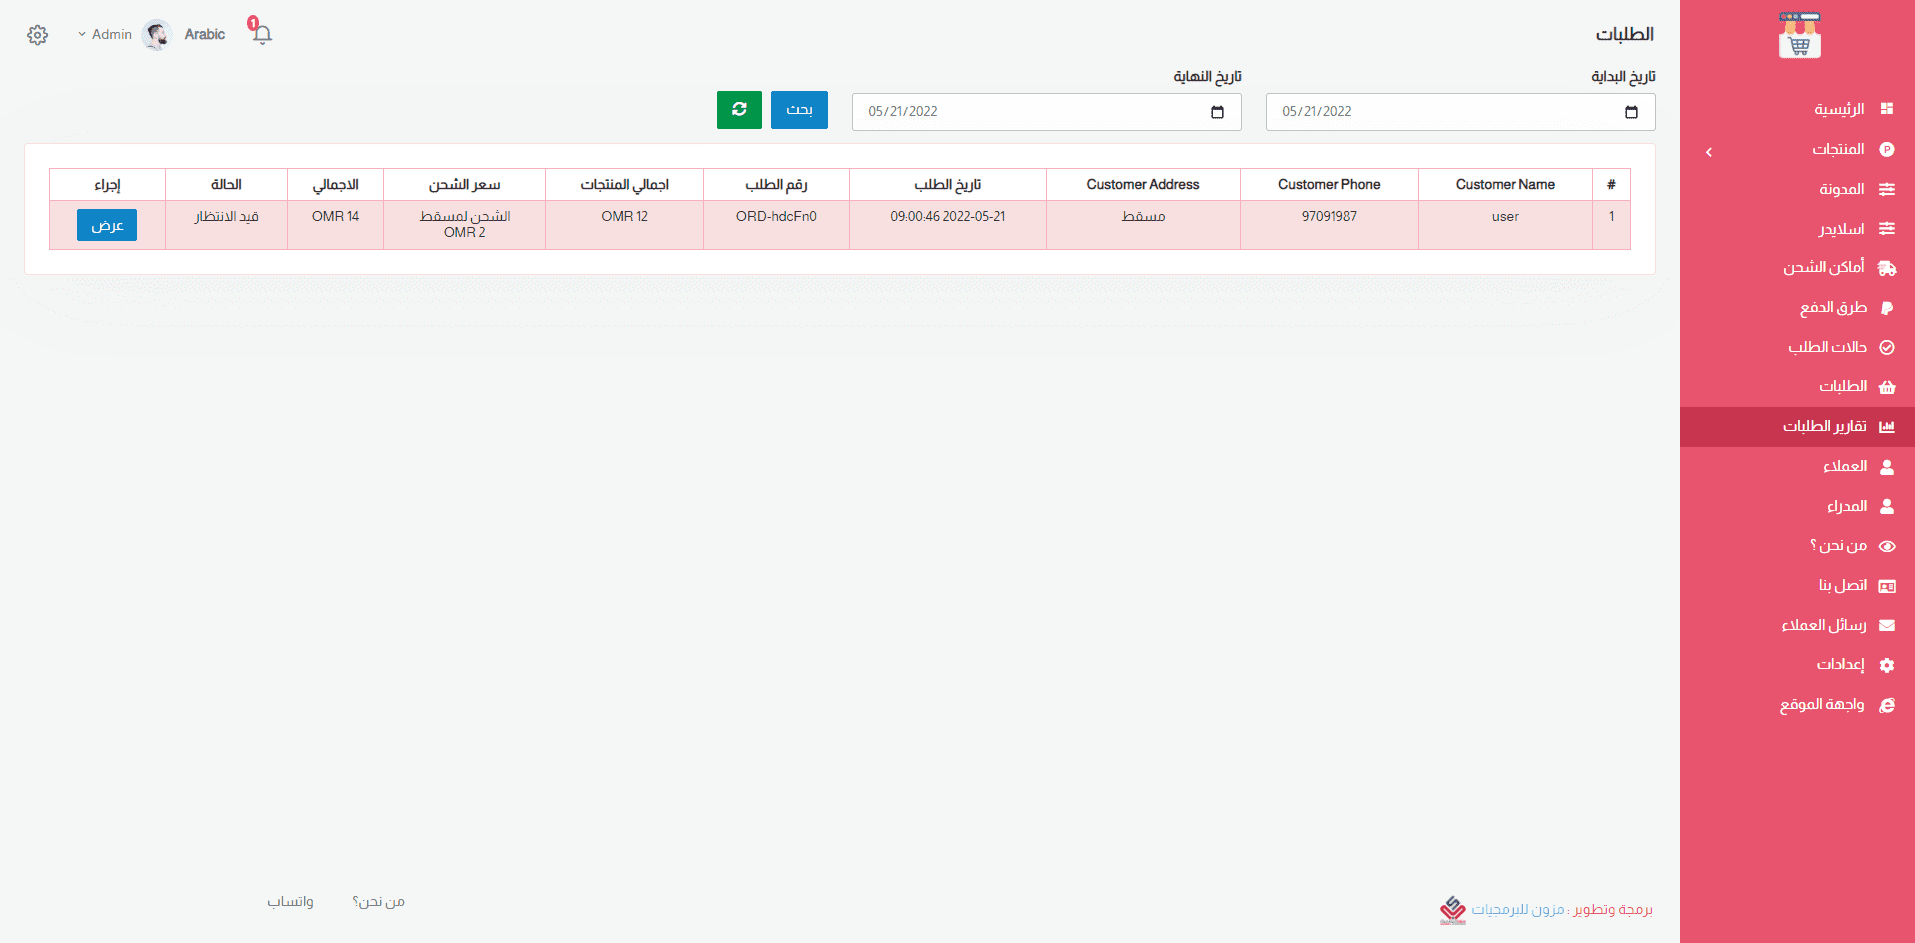 الطلبات
1
Arabic
Admin
تاريخ البداية
05/21/2022
تاريخ النهاية
05/21/2022
بحث
# Customer Name Customer Phone Customer Address تاريخ الطلب رقم الطلب اجمالي المنتجات سعر الشحن الاجمالي الحالة إجراء
1 user 97091987 مسقط 09:00:46 2022-05-21 ORD-hdcFn0 OMR 12 الشحن لمسقط OMR 14 قيد الانتظار عرض
OMR 2
الرئيسية
المنتجات
المدونة
اسلايدر
أماكن الشحن
طرق الدفع
حالات الطلب
الطلبات
تقارير الطلبات
العملاء
المدراء
من نحن ؟
اتصل بنا
رسائل العملاء
إعدادات
واجهة الموقع
برمجة وتطوير : مزون للبرمجيات
من نحن؟
واتساب